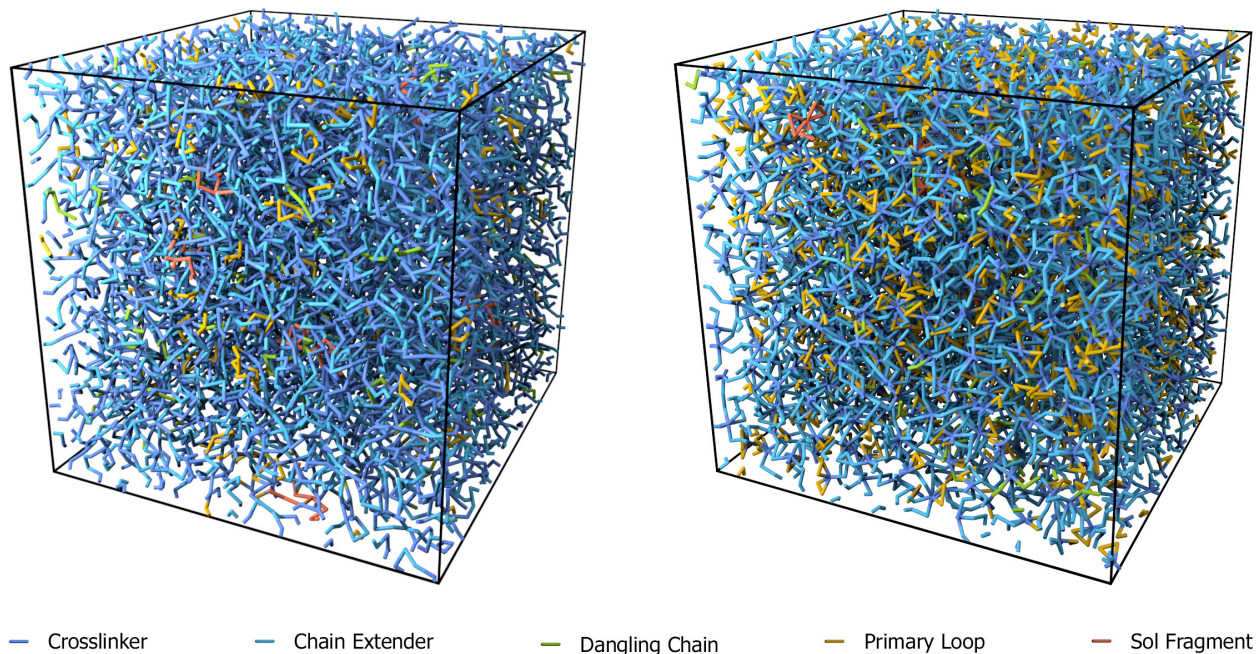 Crosslinker
Chain Extender
Dangling Chain
Primary Loop
Sol Fragment